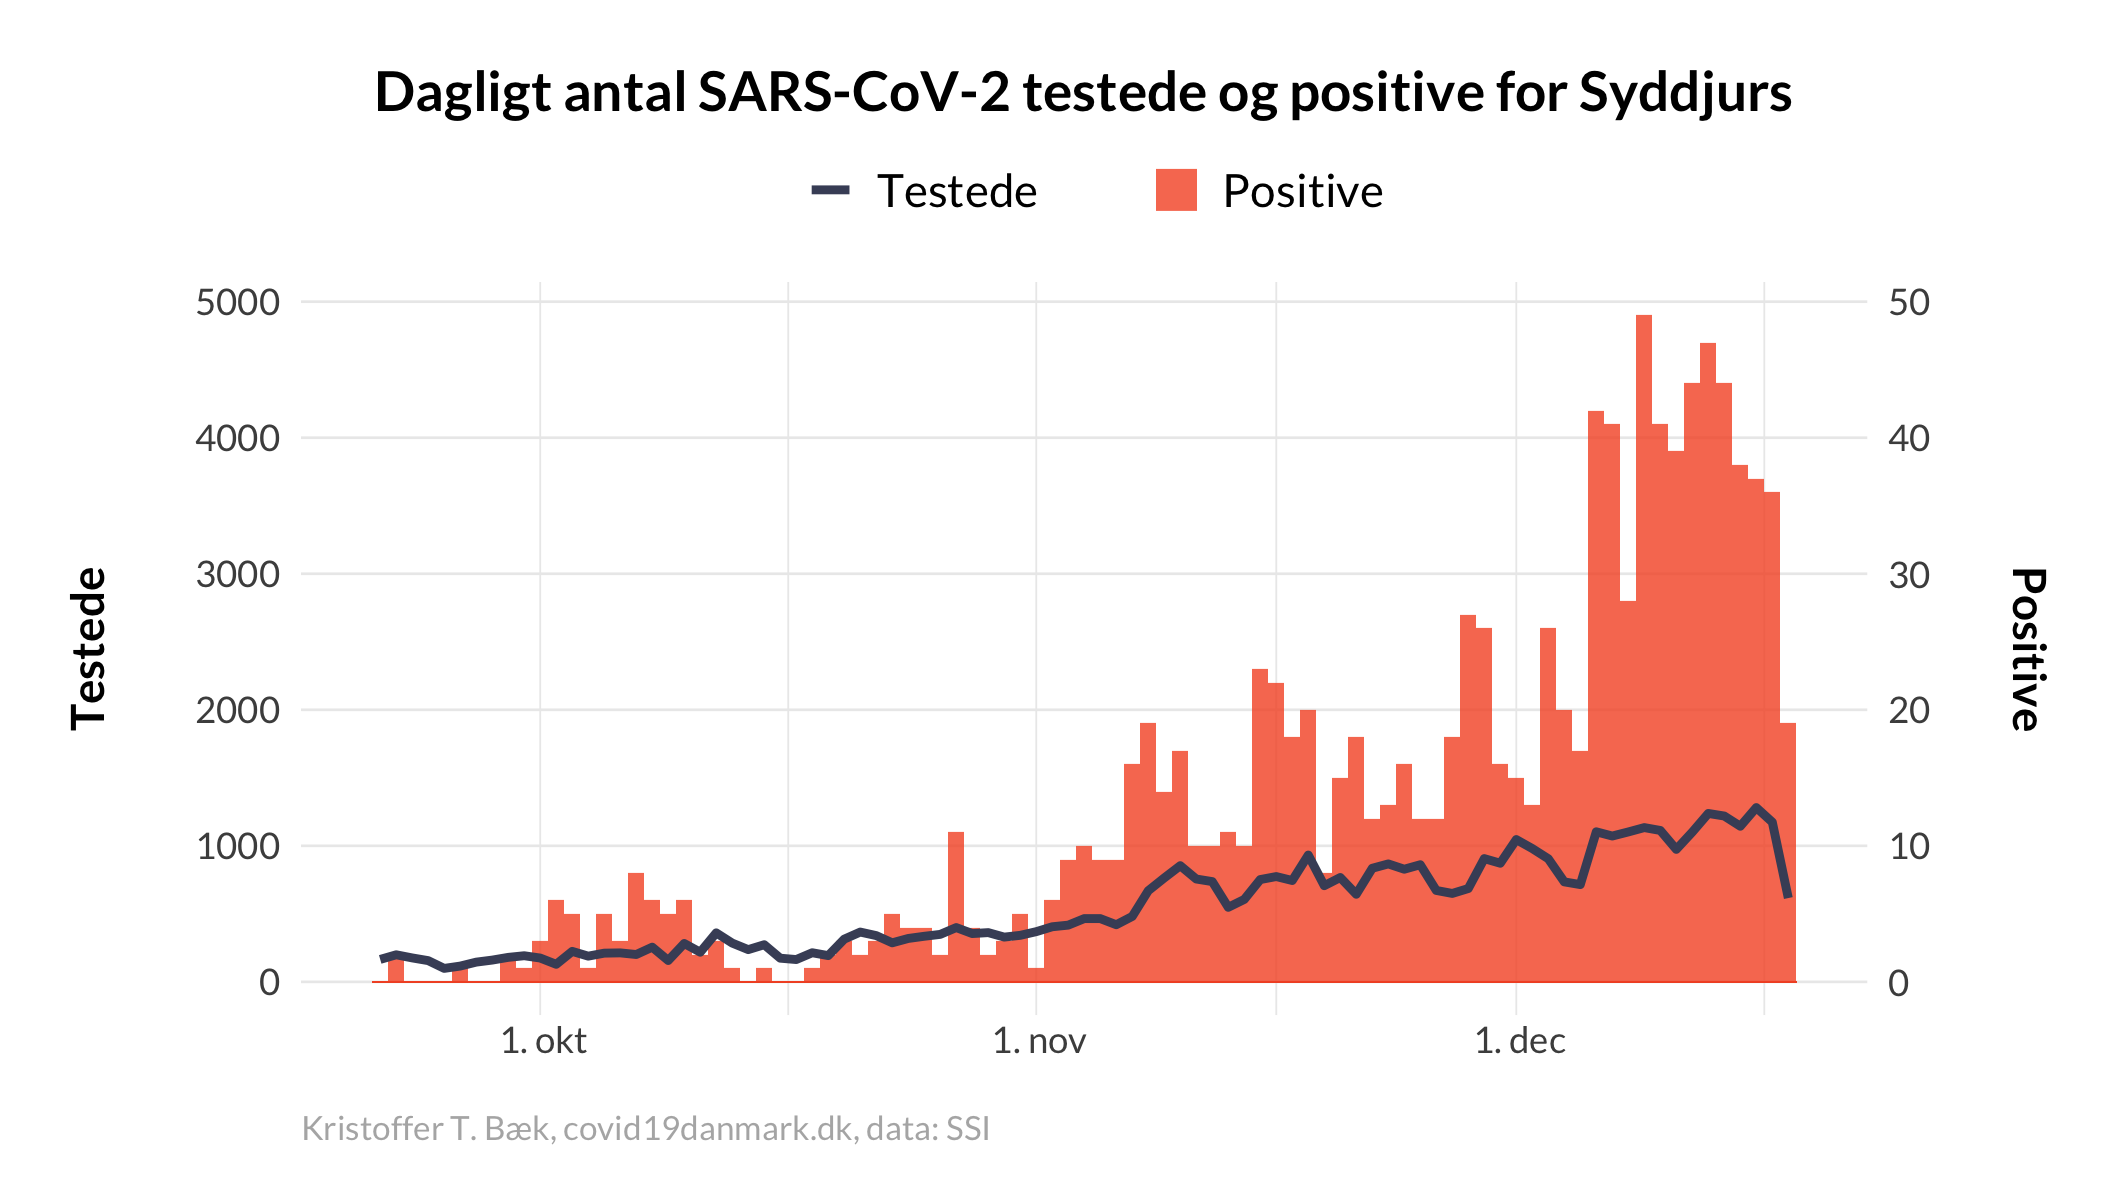 Dagligt antal SARS-CoV-2 testede og positive for Syddjurs
Testede
Positive
5000
4000
3000
2000
1000
0
50
40
30
20
10
0
Testede
Positive
1. okt
1. nov
1. dec
Kristoffer T. Bæk, covid19danmark.dk, data: SSI